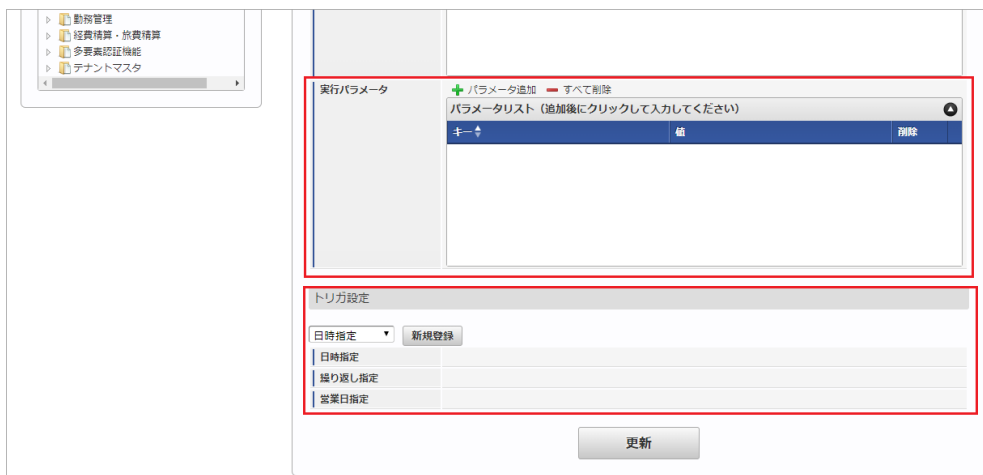 勤務管理
経費精算・旅費精算
多要素認証機能
テナントマスタ
実行パラメータ
パラメータ追加 すべて削除
パラメータリスト（追加後にクリックして入力してください）
キー 値 削除
トリガ設定
日時指定 新規登録
日時指定
繰り返し指定
営業日指定
更新